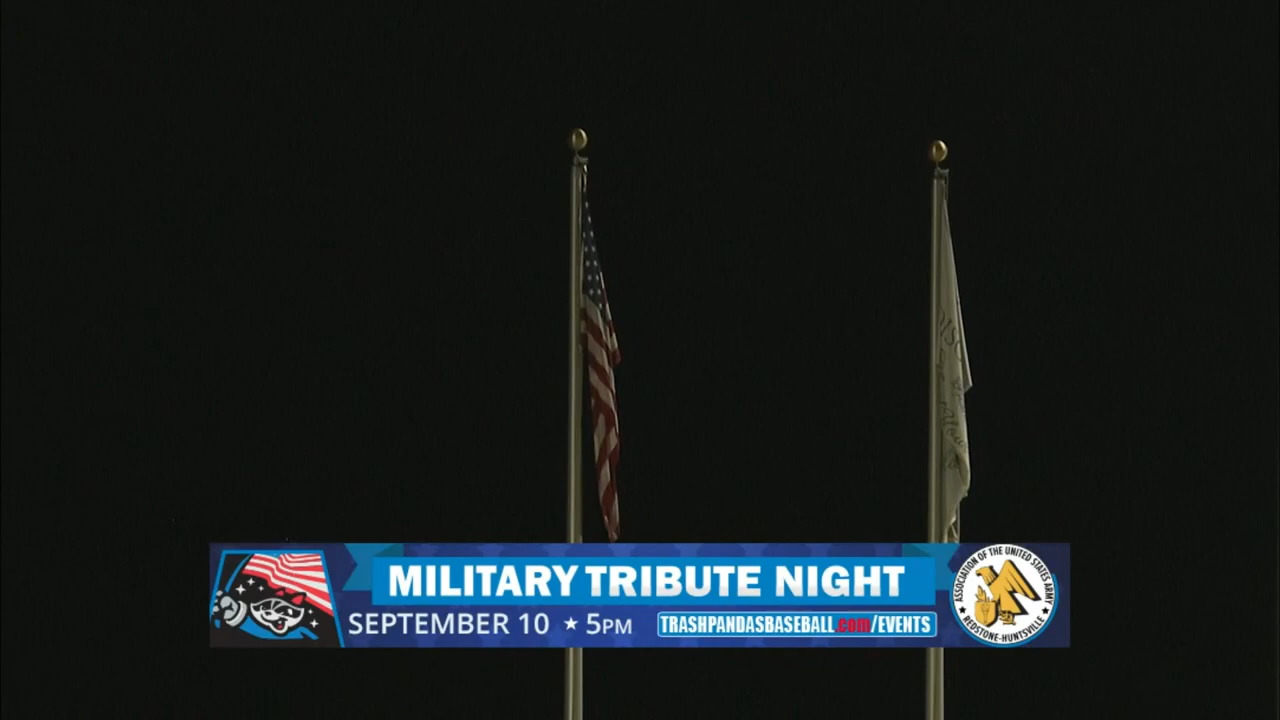 MILITARY TRIBUTE NIGHT
SEPTEMBER 10 ★ 5PM
TRASHPANDASBASEBALL.com/EVENTS
ASSOCIATION OF THE UNITED STATES ARMY
★ REDSTONE-HUNTSVILLE ★